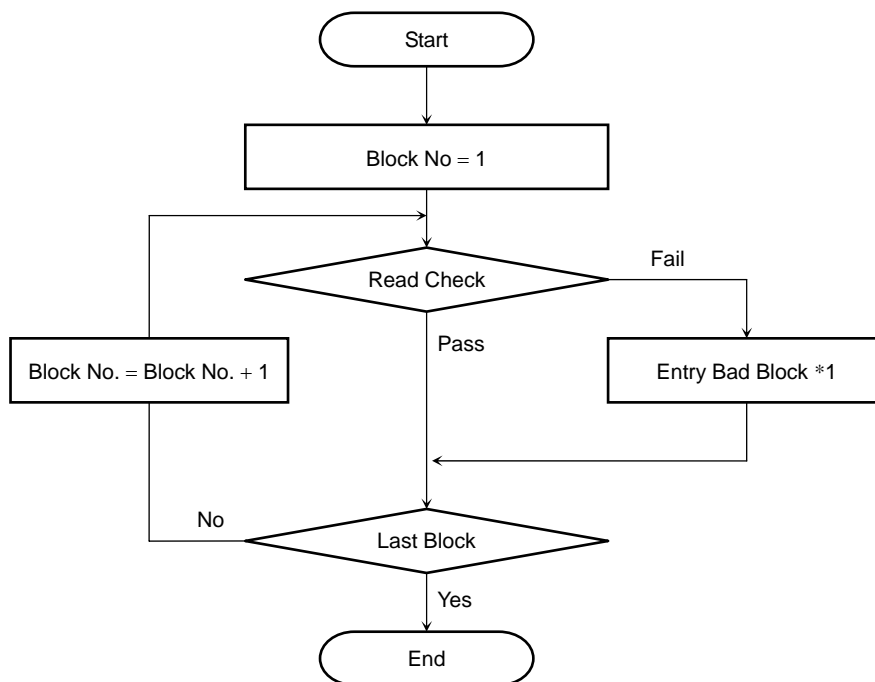 Start
Block No = 1
Read Check
Fail
Pass
Block No. = Block No. + 1
Entry Bad Block *1
No
Last Block
Yes
End